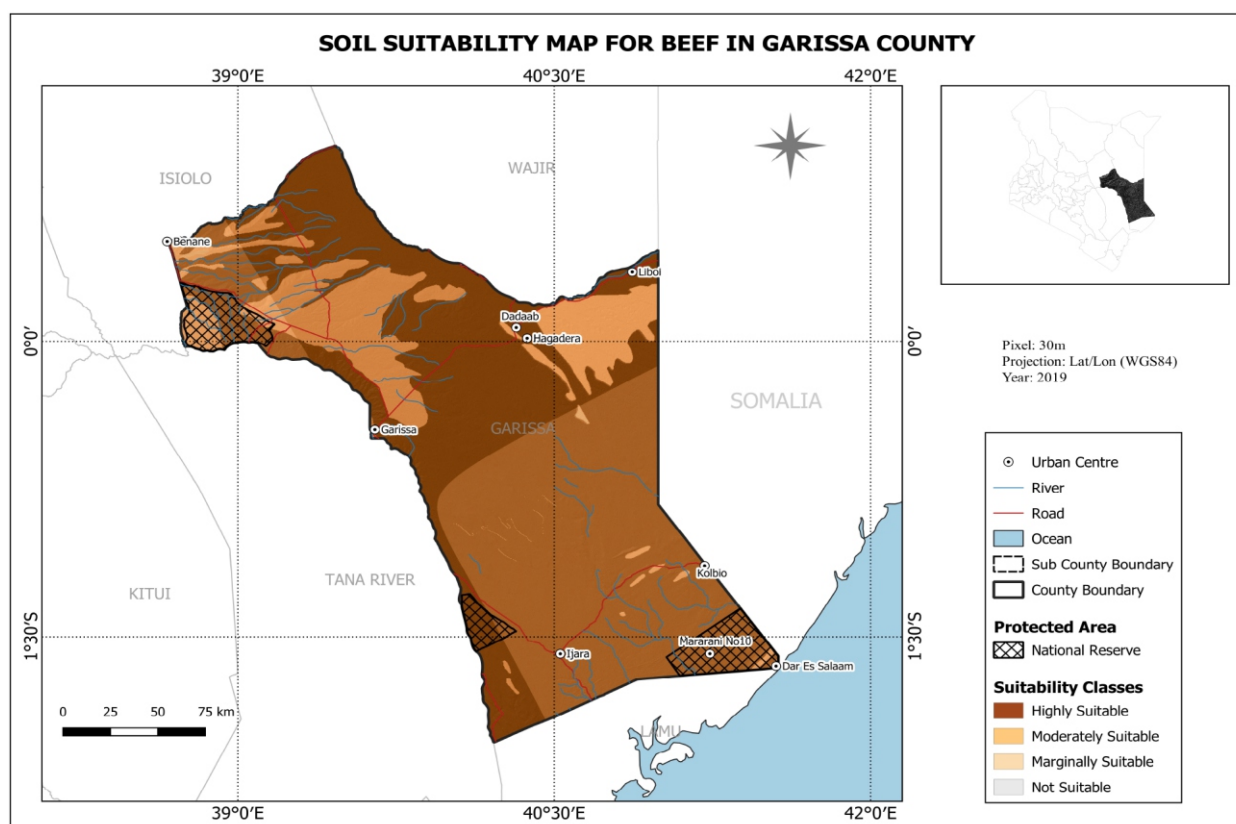 SOIL SUITABILITY MAP FOR BEEF IN GARISSA COUNTY
39°0′E
40°30′E
42°0′E
WAJIR
ISIOLO
Benane
Libol
Dadaab
Hagadera
0°0′
0°0′
Pixel: 30m
Projection: Lat/Lon (WGS84)
Year: 2019
SOMALIA
Garissa
GARISSA
Urban Centre
River
Road
Ocean
Sub County Boundary
County Boundary
Protected Area
National Reserve
Suitability Classes
Highly Suitable
Moderately Suitable
Marginally Suitable
Not Suitable
Kolbio
TANA RIVER
KITUI
1°30′S
1°30′S
Mararani No10
Ijara
Dar Es Salaam
0 25 50 75 km
LAMU
39°0′E
40°30′E
42°0′E